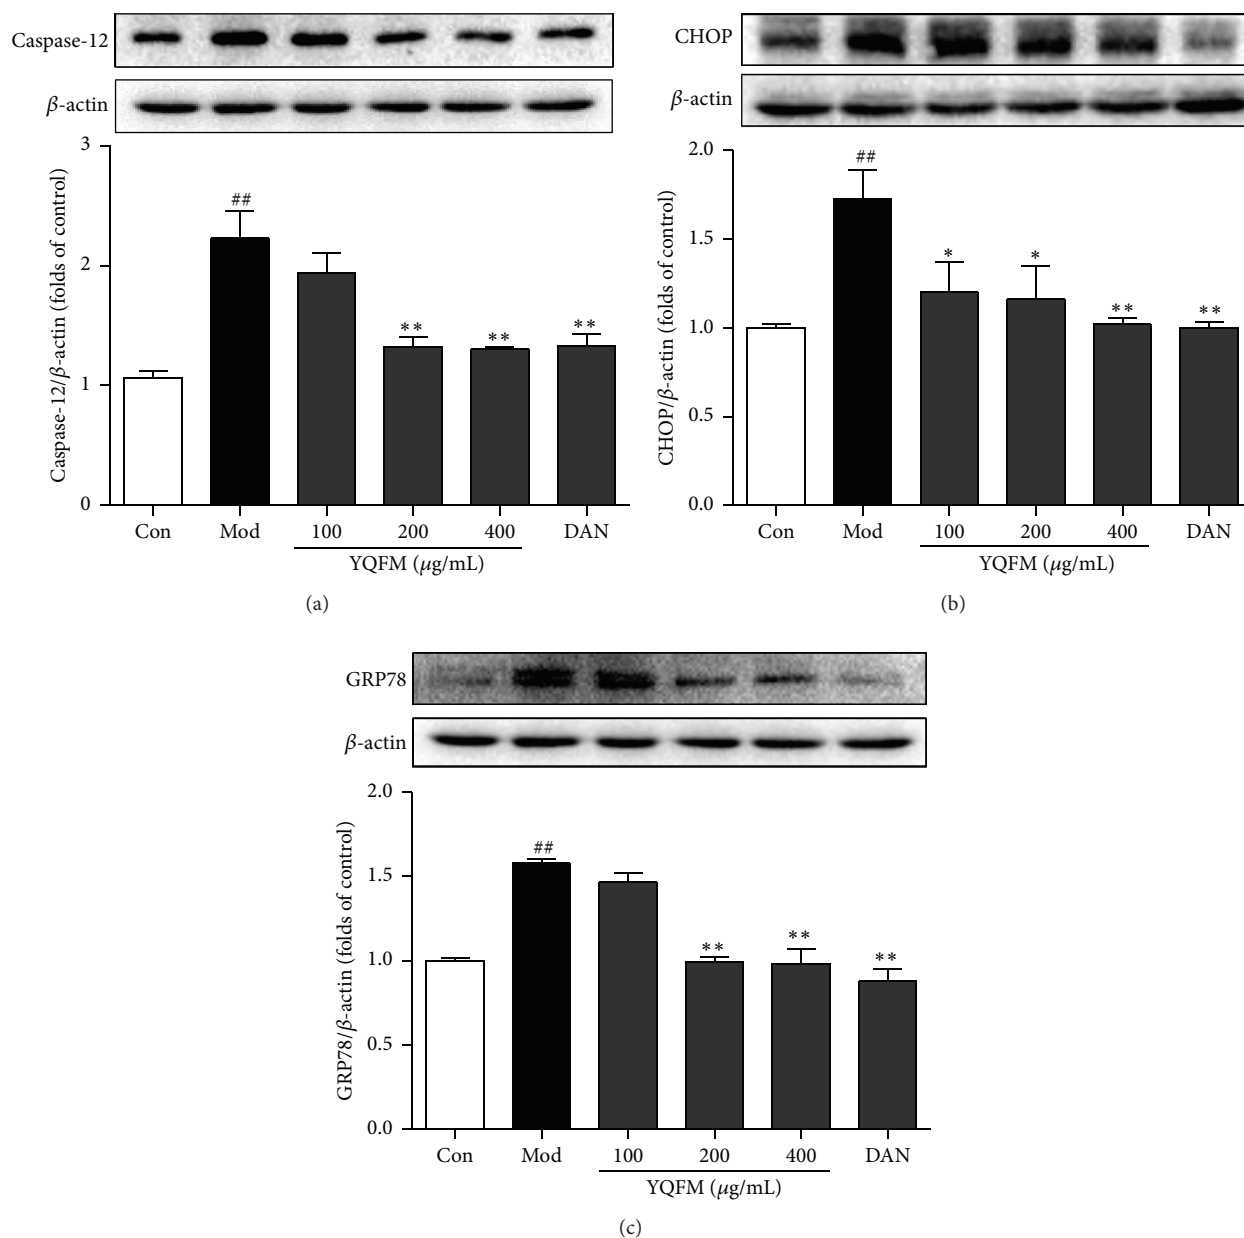 Caspase-12
β-actin
3
2
1
0
Caspase-12/β-actin (folds of control)
##
**
**
**
Con Mod 100 200 400 DAN
YQFM (μg/mL)
(a)
CHOP
β-actin
2.0
1.5
1.0
0.5
0.0
CHOP/β-actin (folds of control)
##
*
*
**
**
Con Mod 100 200 400 DAN
YQFM (μg/mL)
(b)
GRP78
β-actin
2.0
1.5
1.0
0.5
0.0
GRP78/β-actin (folds of control)
##
**
**
**
Con Mod 100 200 400 DAN
YQFM (μg/mL)
(c)